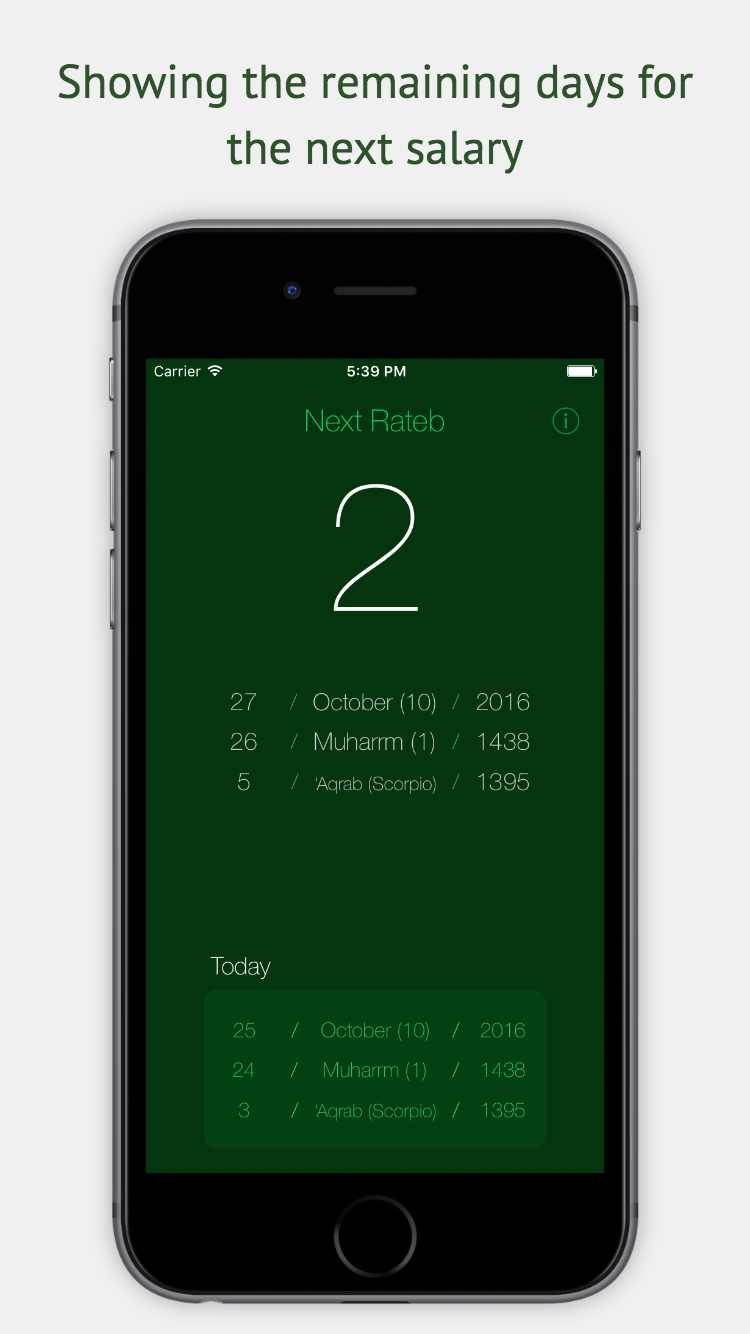 Showing the remaining days for
the next salary
Carrier 5:39 PM
Next Rateb
2
27 / October (10) / 2016
26 / Muharrm (1) / 1438
5 / ‘Aqrab (Scorpio) / 1395
Today
25 / October (10) / 2016
24 / Muharrm (1) / 1438
3 / ‘Aqrab (Scorpio) / 1395